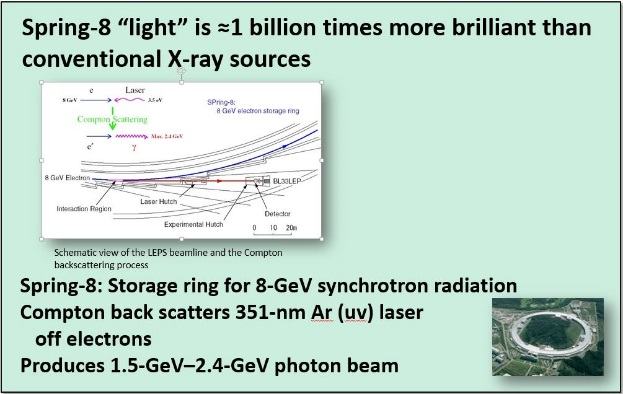 Spring-8 “light” is ≈1 billion times more brilliant than
conventional X-ray sources
e Laser
8 GeV 3.5 eV
SPring-8:
8 GeV electron storage ring
Compton Scattering
Max. 2.4 GeV
e' γ
8 GeV Electron
BL33LEP
Laser Hutch
Interaction Region
Detector
Experimental Hutch
0 10 20m
Schematic view of the LEPS beamline and the Compton
backscattering process
Spring-8: Storage ring for 8-GeV synchrotron radiation
Compton back scatters 351-nm Ar (uv) laser
off electrons
Produces 1.5-GeV–2.4-GeV photon beam